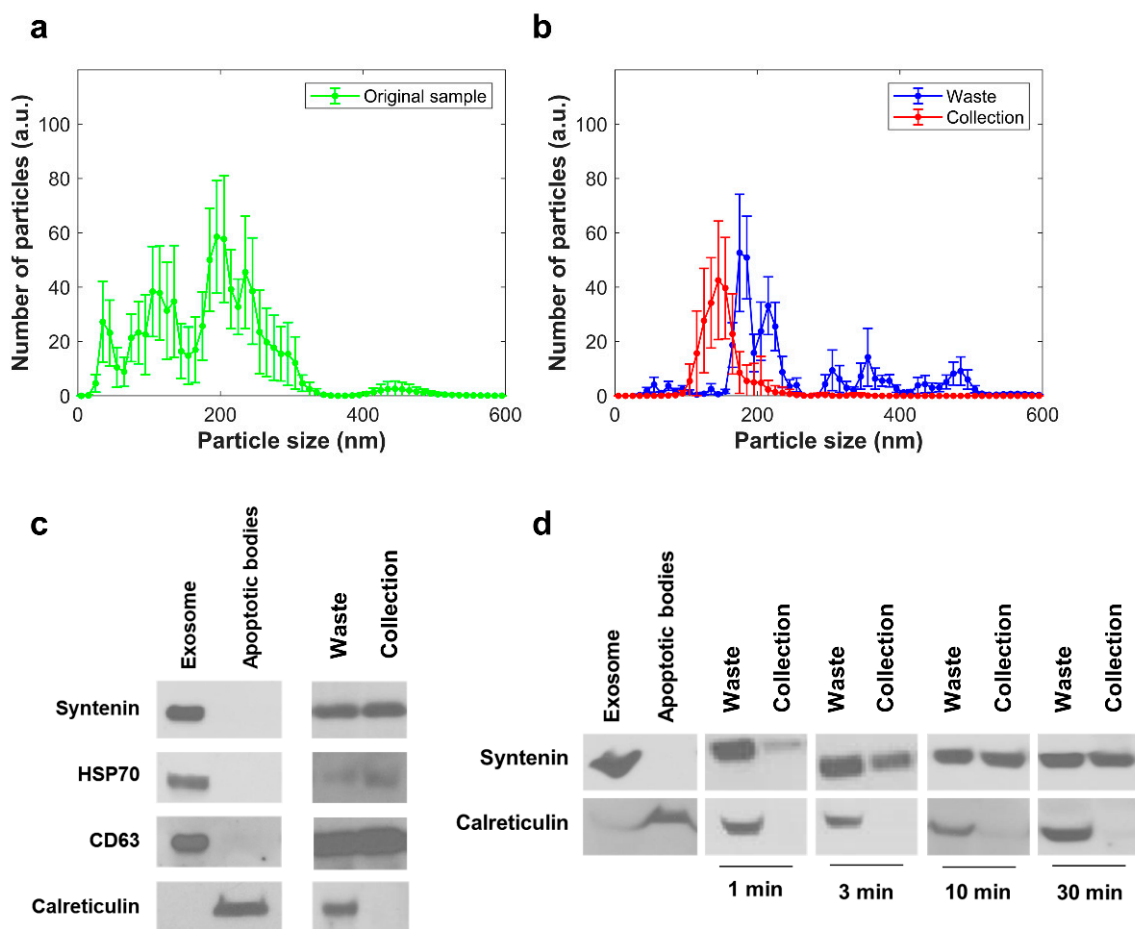 a
Original sample
100
80
60
40
20
0
Number of particles (a.u.)
0 200 400 600
Particle size (nm)
b
Waste
Collection
100
80
60
40
20
0
Number of particles (a.u.)
0 200 400 600
Particle size (nm)
c
Exosome
Apoptotic bodies
Waste
Collection
Syntenin
HSP70
CD63
Calreticulin
d
Exosome
Apoptotic bodies
Waste
Collection
Waste
Collection
Waste
Collection
Waste
Collection
Syntenin
Calreticulin
1 min 3 min 10 min 30 min